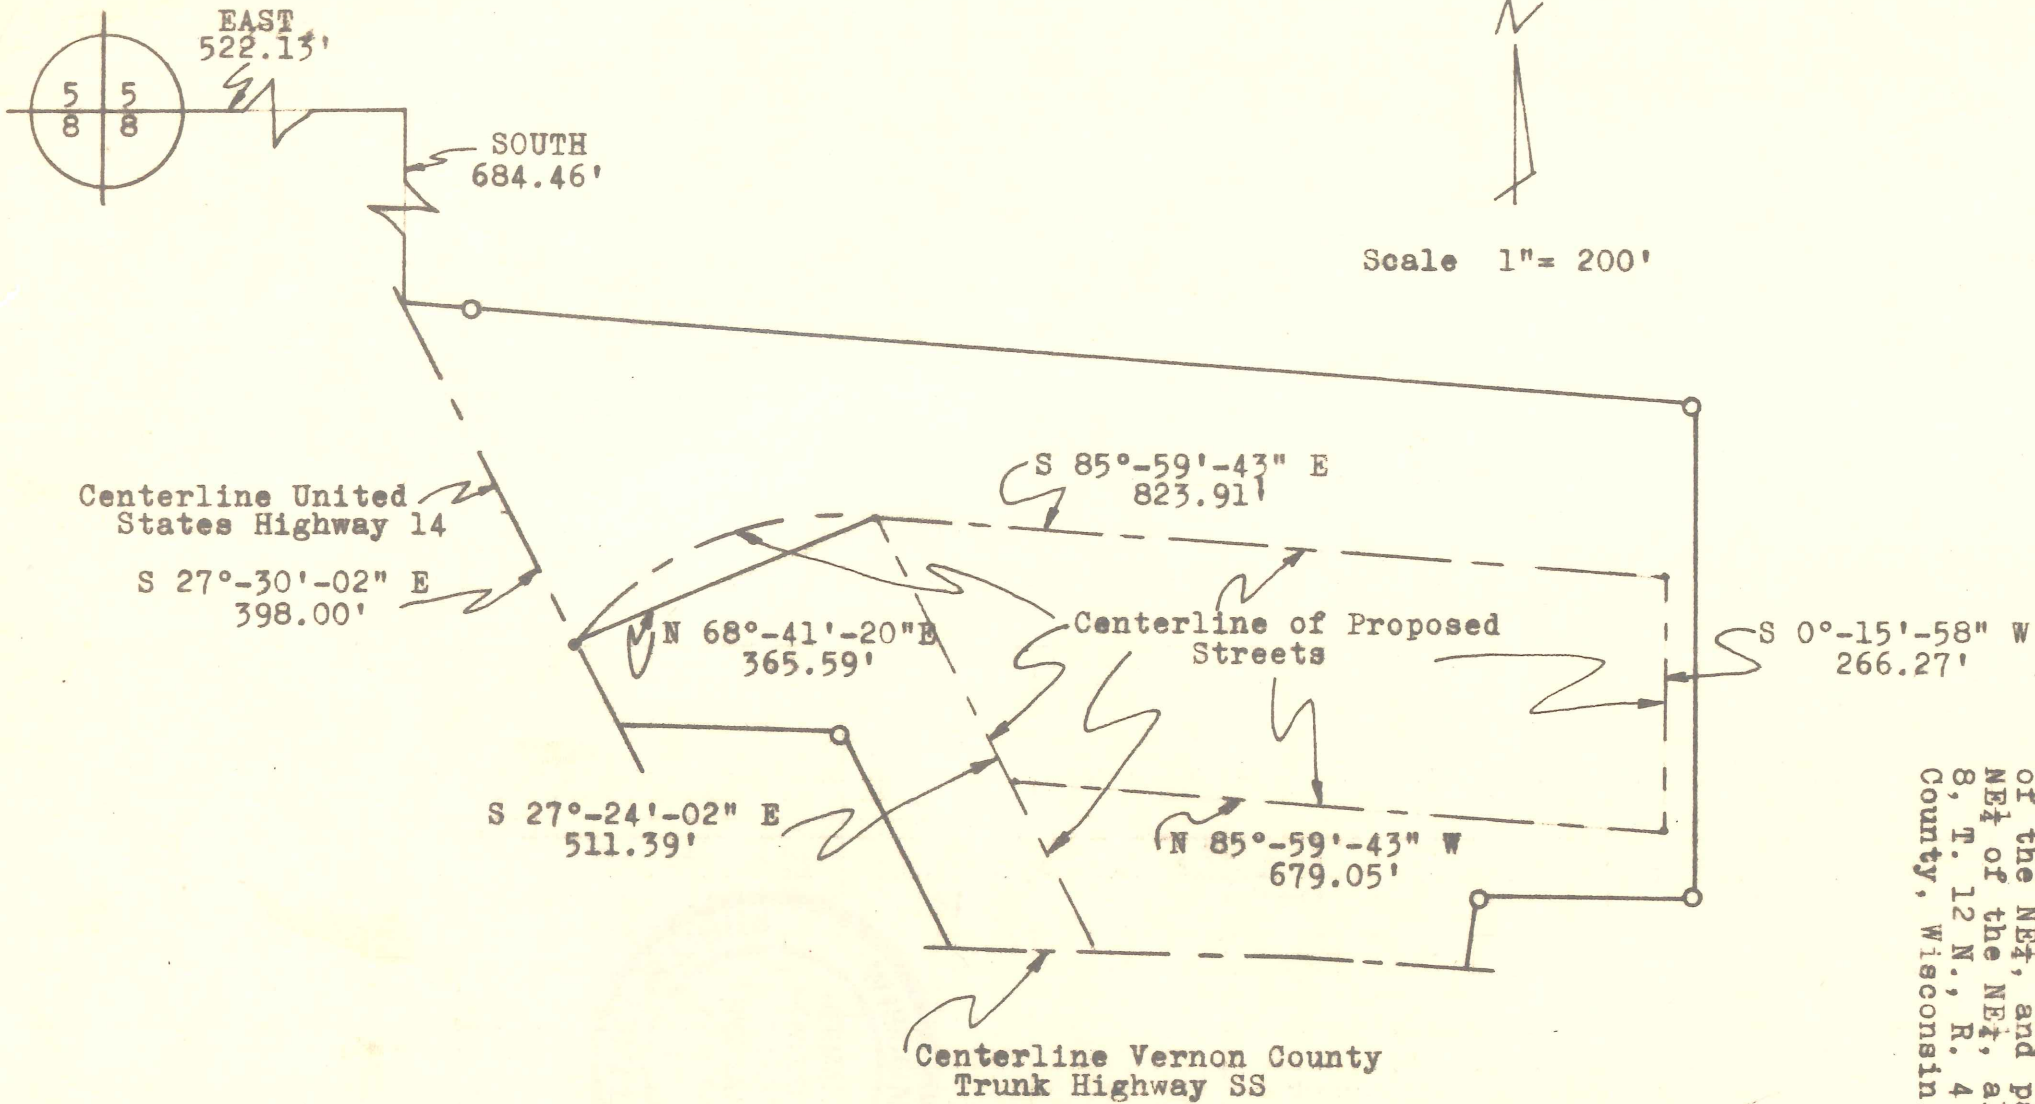 EAST
522.13'
5 5
8 8
SOUTH
684.46'
N
Scale 1"= 200'
Centerline United
States Highway 14
S 27°-30'-02" E
398.00'
S 85°-59'-43" E
823.91'
N 68°-41'-20"E
365.59'
Centerline of Proposed
Streets
S 0°-15'-58" W
266.27'
S 27°-24'-02" E
511.39'
N 85°-59'-43" W
679.05'
Centerline Vernon County
Trunk Highway SS
of the NE¼, and
NE¼ of the NE¼,
8, T. 12 N., R. 4
County, Wisconsin